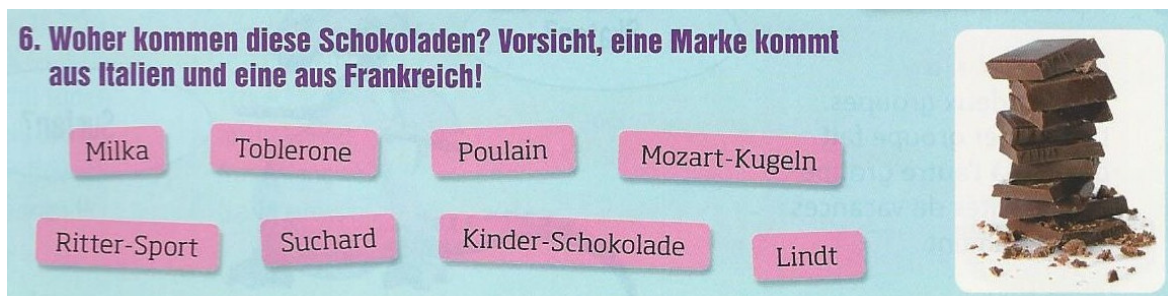 6. Woher kommen diese Schokoladen? Vorsicht, eine Marke kommt
aus Italien und eine aus Frankreich!
Milka
Toblerone
Poulain
Mozart-Kugeln
Ritter-Sport
Suchard
Kinder-Schokolade
Lindt